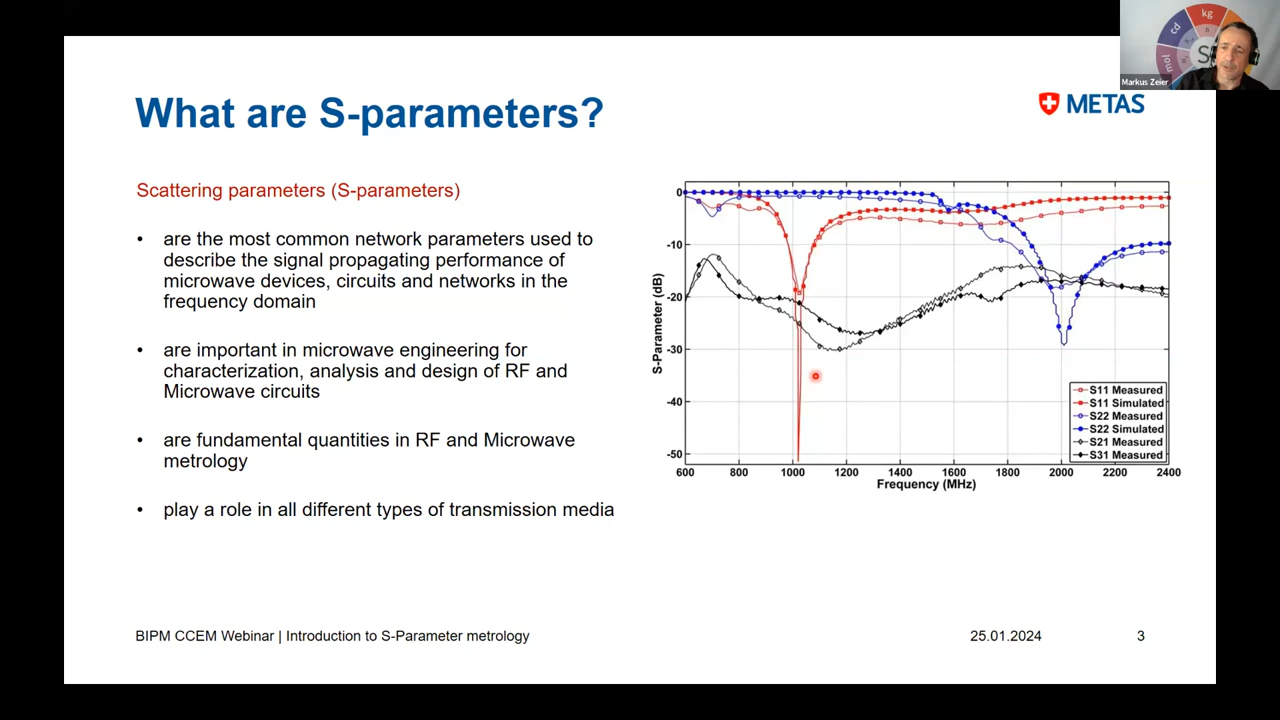 What are S-parameters?
METAS
kg
cd
mol
Markus Zeier
Scattering parameters (S-parameters)
• are the most common network parameters used to
describe the signal propagating performance of
microwave devices, circuits and networks in the
frequency domain
• are important in microwave engineering for
characterization, analysis and design of RF and
Microwave circuits
• are fundamental quantities in RF and Microwave
metrology
• play a role in all different types of transmission media
S-Parameter (dB)
0
-10
-20
-30
-40
-50
600 800 1000 1200 1400 1600 1800 2000 2200 2400
Frequency (MHz)
S11 Measured
S11 Simulated
S22 Measured
S22 Simulated
S21 Measured
S31 Measured
BIPM CCEM Webinar | Introduction to S-Parameter metrology
25.01.2024
3